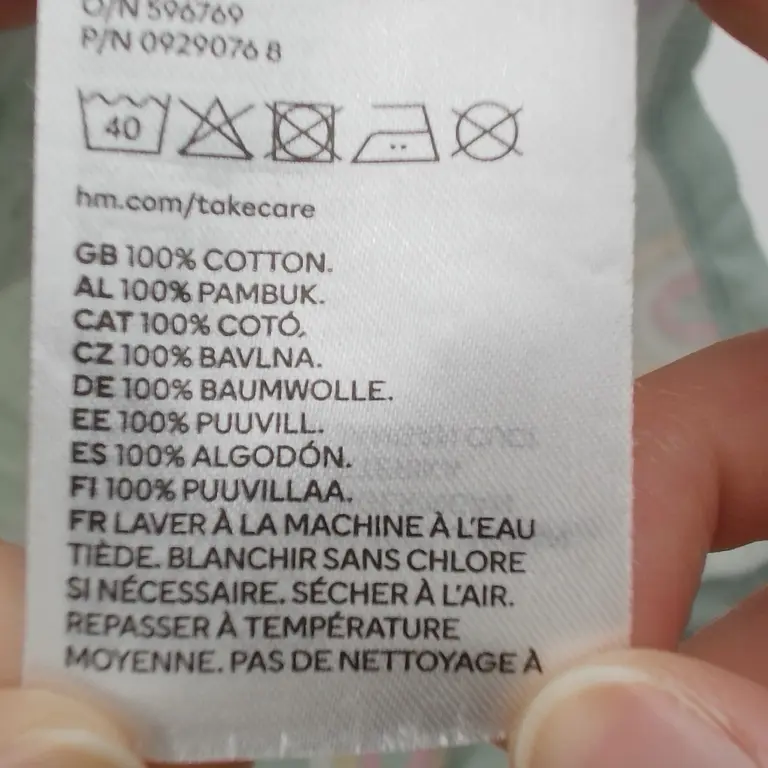 O/N 596769
P/N 0929076 8
40
hm.com/takecare
GB 100% COTTON.
AL 100% PAMBUK.
CAT 100% COTÓ.
CZ 100% BAVLNA.
DE 100% BAUMWOLLE.
EE 100% PUUVILL.
ES 100% ALGODÓN.
FI 100% PUUVILLAA.
FR LAVER À LA MACHINE À L'EAU
TIÈDE. BLANCHIR SANS CHLORE
SI NÉCESSAIRE. SÉCHER À L'AIR.
REPASSER À TEMPÉRATURE
MOYENNE. PAS DE NETTOYAGE À